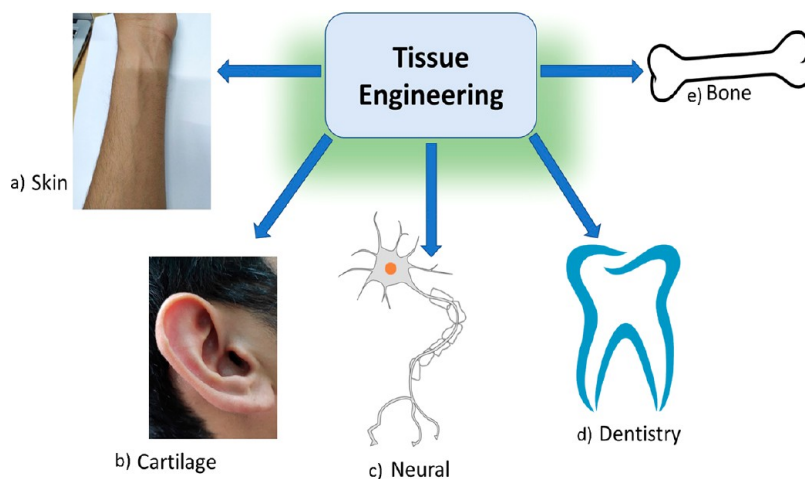 Tissue
Engineering
a) Skin
b) Cartilage
c) Neural
d) Dentistry
e) Bone